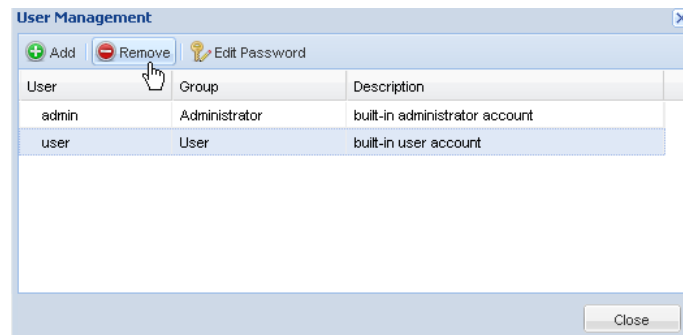 User Management
Add Remove Edit Password
User Group Description
admin Administrator built-in administrator account
user User built-in user account
Close